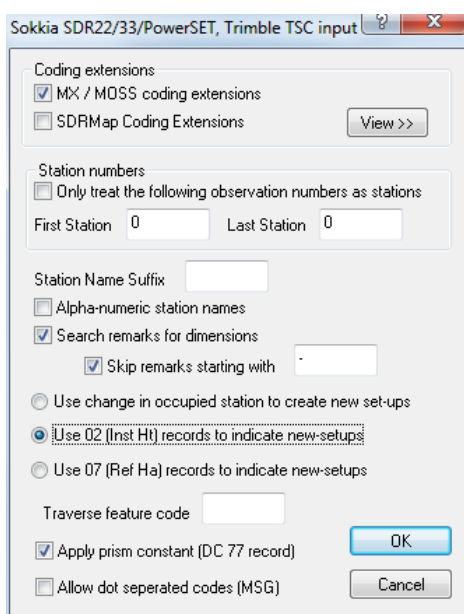 Sokkia SDR22/33/PowerSET, Trimble TSC input ? X
Coding extensions
MX / MOSS coding extensions
SDRMap Coding Extensions View >>
Station numbers
Only treat the following observation numbers as stations
First Station 0 Last Station 0
Station Name Suffix
Alpha-numeric station names
Search remarks for dimensions
Skip remarks starting with -
Use change in occupied station to create new set-ups
Use 02 (Inst Ht) records to indicate new-setups
Use 07 (Ref Ha) records to indicate new-setups
Traverse feature code
Apply prism constant (DC 77 record) OK
Allow dot seperated codes (MSG) Cancel